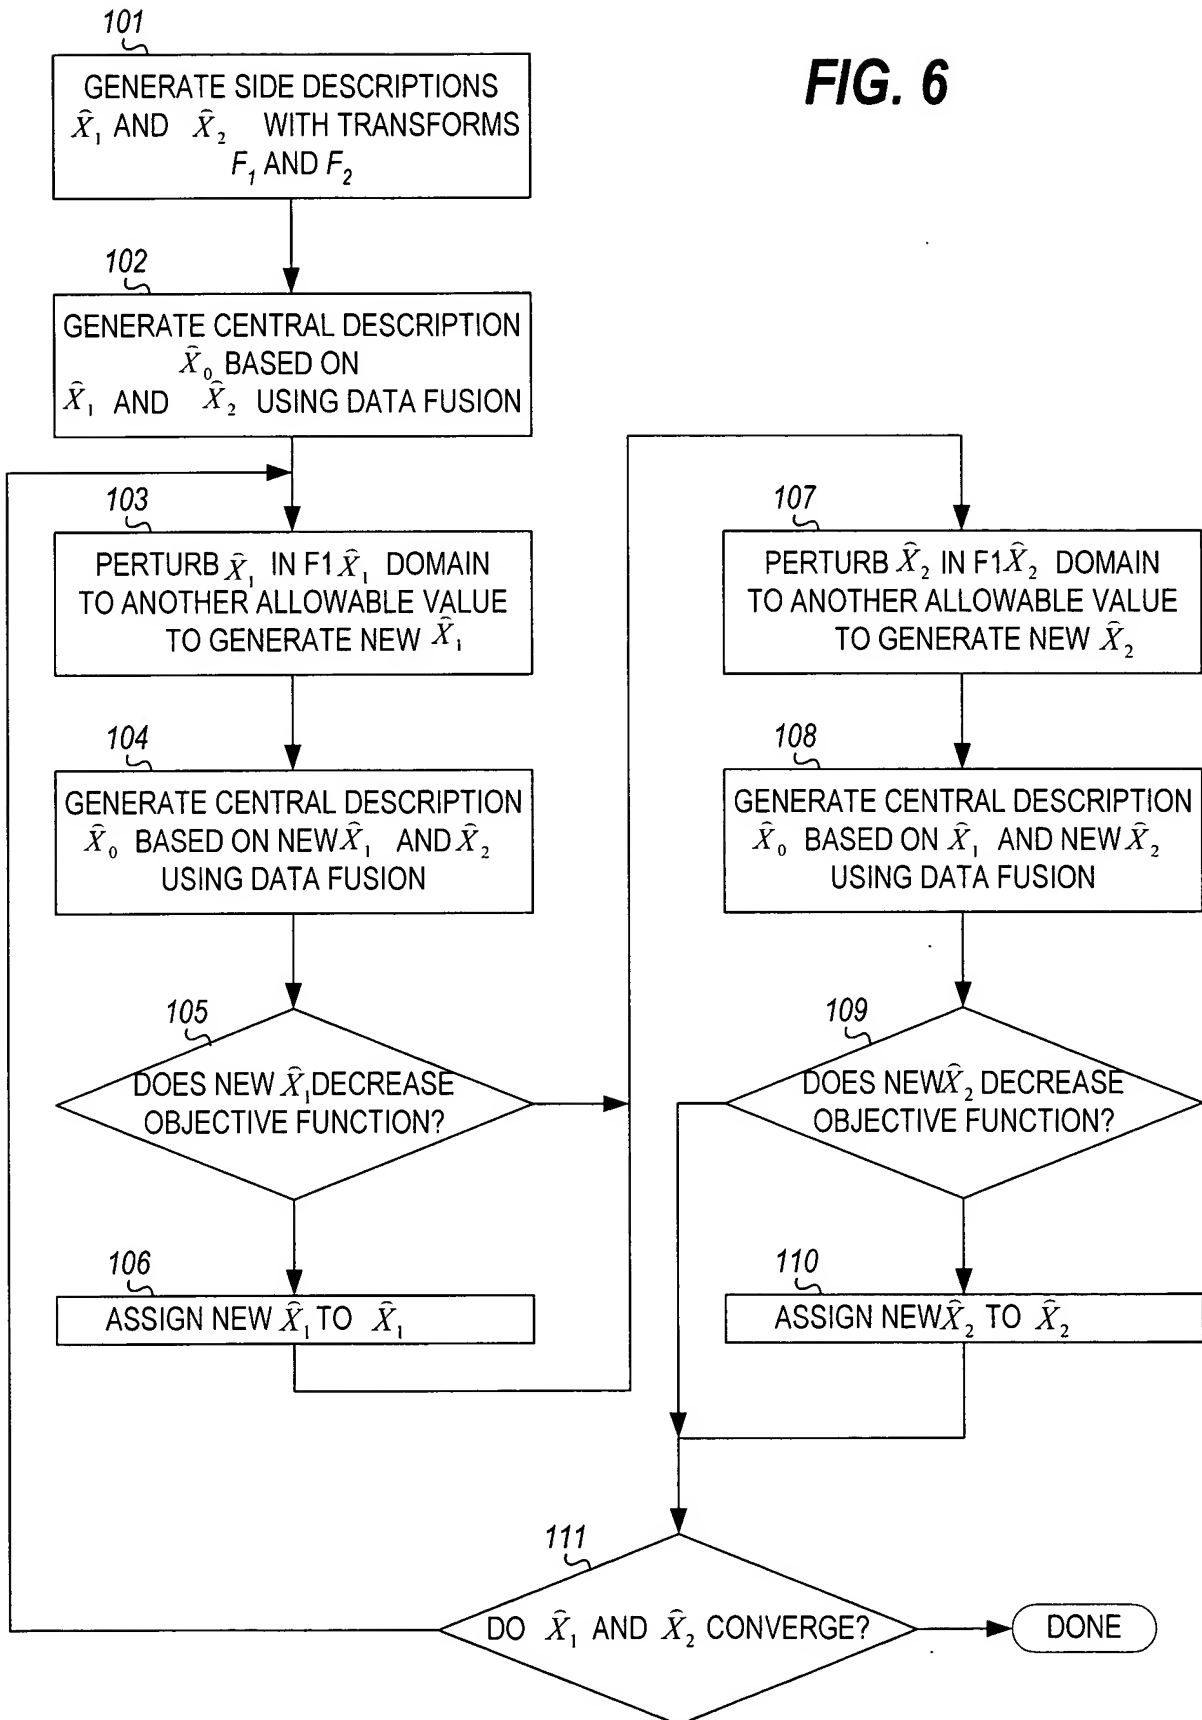 FIG. 6
101
GENERATE SIDE DESCRIPTIONS
X̂₁ AND X̂₂ WITH TRANSFORMS
F₁ AND F₂
102
GENERATE CENTRAL DESCRIPTION
X̂₀ BASED ON
X̂₁ AND X̂₂ USING DATA FUSION
103
PERTURB X̂₁ IN F1X̂₁ DOMAIN
TO ANOTHER ALLOWABLE VALUE
TO GENERATE NEW X̂₁
104
GENERATE CENTRAL DESCRIPTION
X̂₀ BASED ON NEW X̂₁ AND X̂₂
USING DATA FUSION
105
DOES NEW X̂₁ DECREASE
OBJECTIVE FUNCTION?
106
ASSIGN NEW X̂₁ TO X̂₁
107
PERTURB X̂₂ IN F1X̂₂ DOMAIN
TO ANOTHER ALLOWABLE VALUE
TO GENERATE NEW X̂₂
108
GENERATE CENTRAL DESCRIPTION
X̂₀ BASED ON X̂₁ AND NEW X̂₂
USING DATA FUSION
109
DOES NEW X̂₂ DECREASE
OBJECTIVE FUNCTION?
110
ASSIGN NEW X̂₂ TO X̂₂
111
DO X̂₁ AND X̂₂ CONVERGE?
DONE